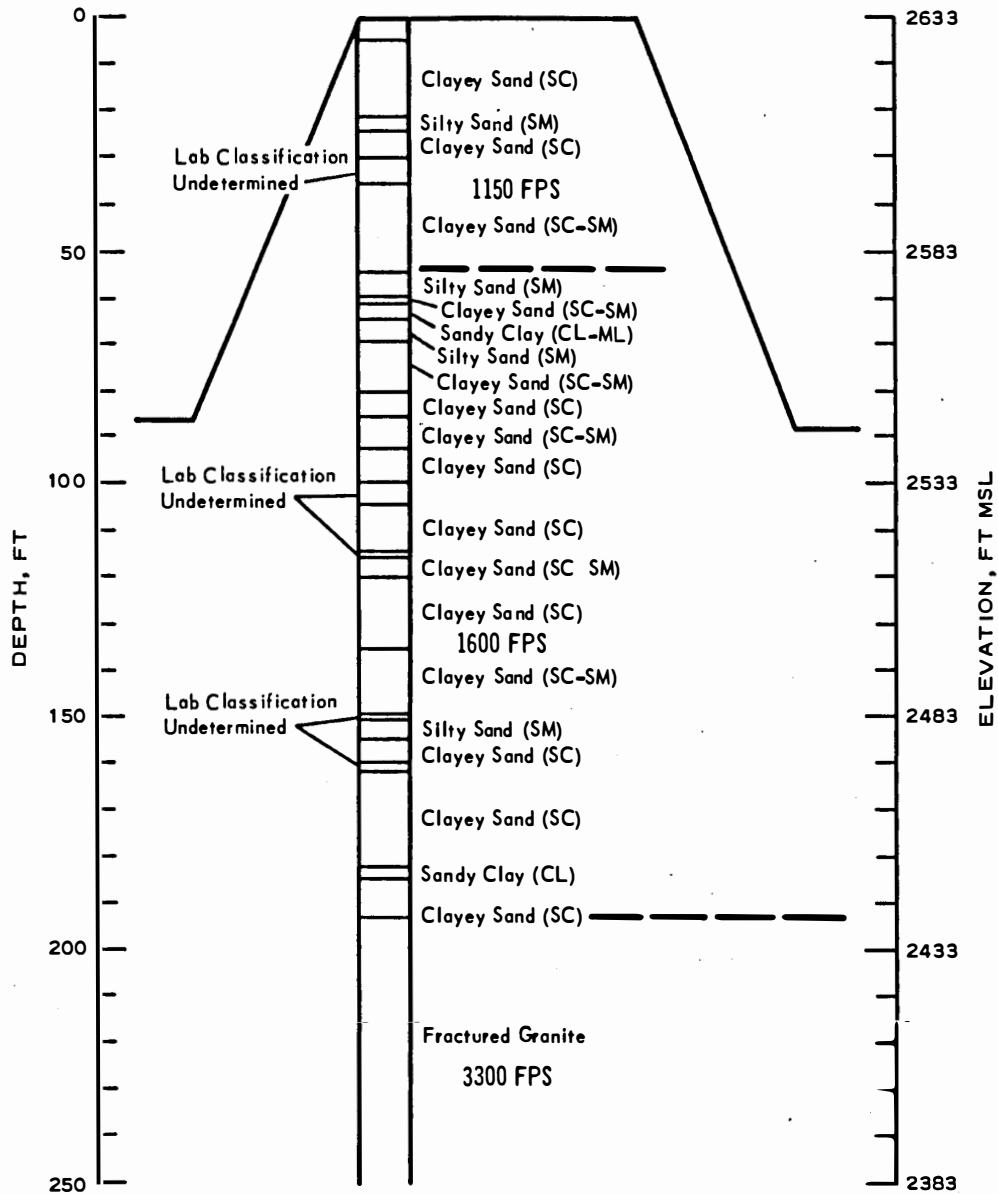 0
2633
Clayey Sand (SC)
Silty Sand (SM)
Clayey Sand (SC)
Lab Classification
Undetermined
1150 FPS
Clayey Sand (SC-SM)
50
2583
Silty Sand (SM)
Clayey Sand (SC-SM)
Sandy Clay (CL-ML)
Silty Sand (SM)
Clayey Sand (SC-SM)
Clayey Sand (SC)
Clayey Sand (SC-SM)
Clayey Sand (SC)
Lab Classification
Undetermined
100
2533
DEPTH, FT
ELEVATION, FT MSL
Clayey Sand (SC)
Clayey Sand (SC SM)
Clayey Sand (SC)
1600 FPS
Clayey Sand (SC-SM)
Lab Classification
Undetermined
150
2483
Silty Sand (SM)
Clayey Sand (SC)
Clayey Sand (SC)
Sandy Clay (CL)
Clayey Sand (SC)
200
2433
Fractured Granite
3300 FPS
250
2383